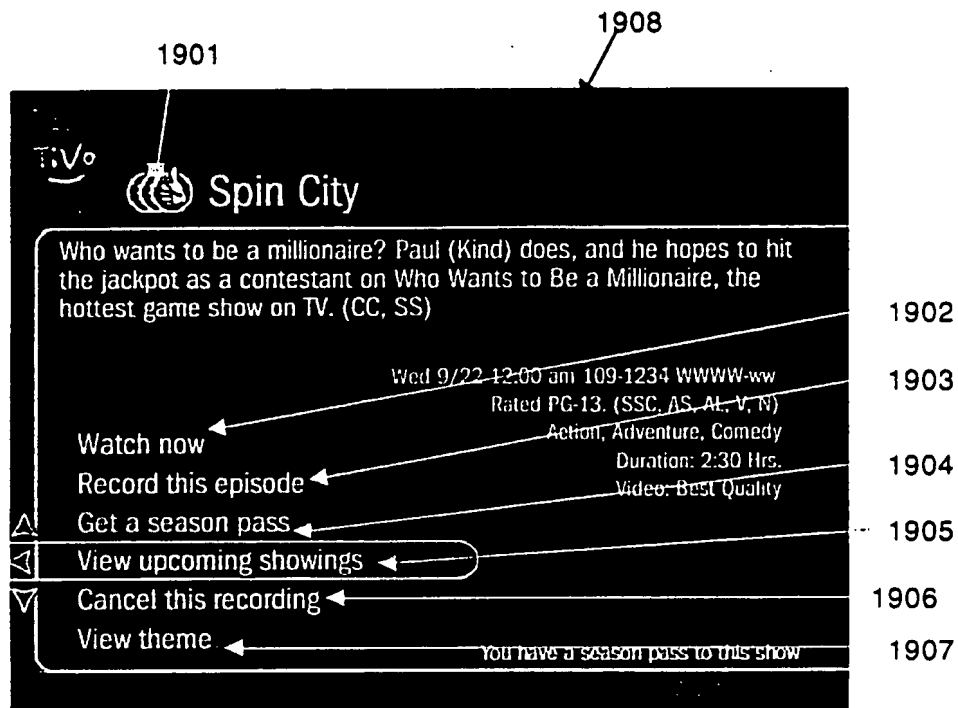 1908
1901
TiVo
Spin City
Who wants to be a millionaire? Paul (Kind) does, and he hopes to hit
the jackpot as a contestant on Who Wants to Be a Millionaire, the
hottest game show on TV. (CC, SS)
1902
Wed 9/22 12:00 am 109-1234 WWWW-ww
1903
Rated PG-13. (SSC, AS, AL, V, N)
Watch now
Action, Adventure, Comedy
Duration: 2:30 Hrs.
1904
Record this episode
Video: Best Quality
Get a season pass
1905
View upcoming showings
Cancel this recording
1906
View theme
You have a season pass to this show
1907